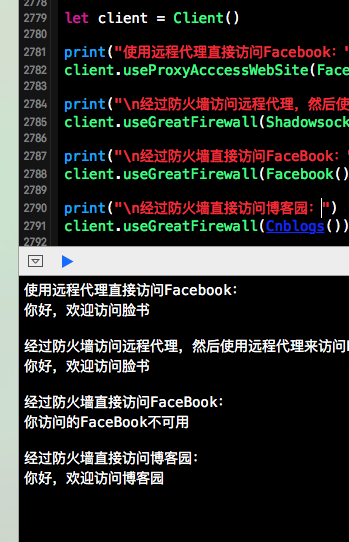 2778
2779 let client = Client()
2780
2781 print("使用远程代理直接访问Facebook：
2782 client.useProxyAcccessWebSite(Face
2783
2784 print("\n经过防火墙访问远程代理，然后使
2785 client.useGreatFirewall(Shadowsock
2786
2787 print("\n经过防火墙直接访问FaceBook："
2788 client.useGreatFirewall(Facebook()
2789
2790 print("\n经过防火墙直接访问博客园：")
2791 client.useGreatFirewall(Cnblogs())
2792
使用远程代理直接访问Facebook：
你好，欢迎访问脸书
经过防火墙访问远程代理，然后使用远程代理来访问
你好，欢迎访问脸书
经过防火墙直接访问FaceBook：
你访问的FaceBook不可用
经过防火墙直接访问博客园：
你好，欢迎访问博客园